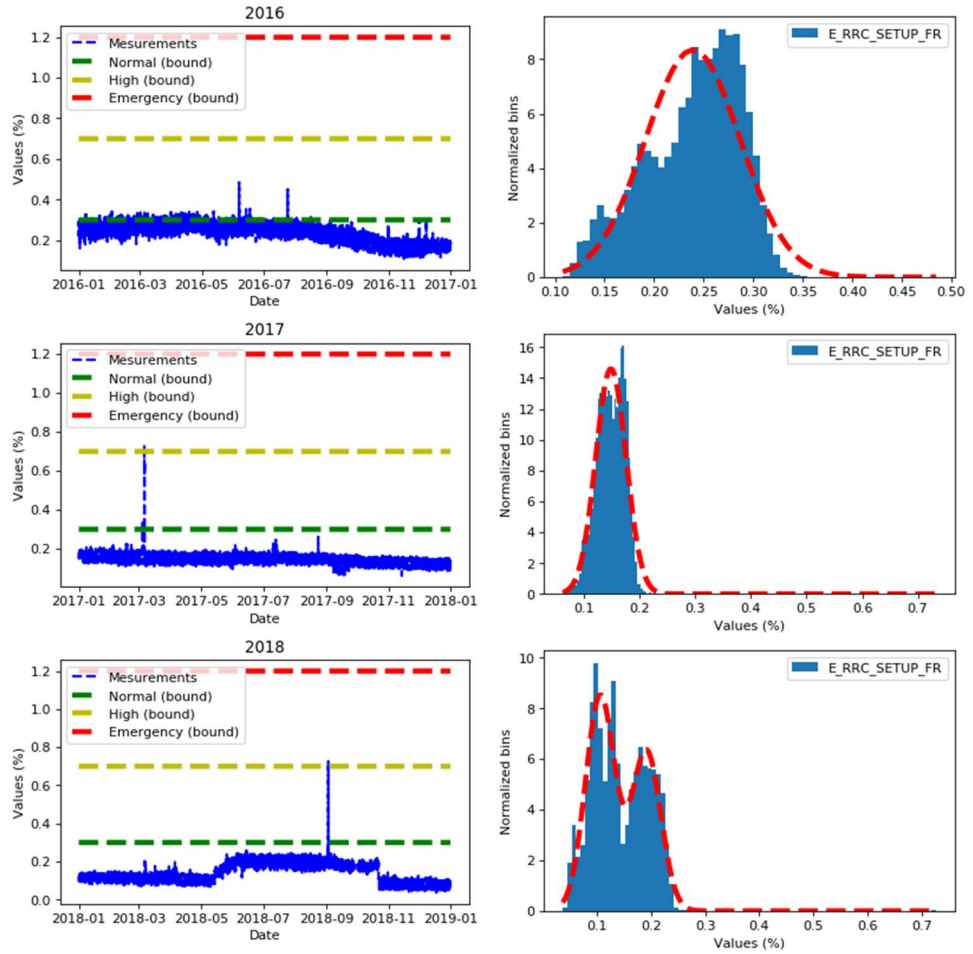 2016
1.2
1.0
0.8
0.6
0.4
0.2
Values (%)
Mesurements
Normal (bound)
High (bound)
Emergency (bound)
2016-01 2016-03 2016-05 2016-07 2016-09 2016-11 2017-01
Date
8
6
4
2
0
Normalized bins
E_RRC_SETUP_FR
0.10 0.15 0.20 0.25 0.30 0.35 0.40 0.45 0.50
Values (%)
2017
1.2
1.0
0.8
0.6
0.4
0.2
Values (%)
Mesurements
Normal (bound)
High (bound)
Emergency (bound)
2017-01 2017-03 2017-05 2017-07 2017-09 2017-11 2018-01
Date
16
14
12
10
8
6
4
2
0
Normalized bins
E_RRC_SETUP_FR
0.1 0.2 0.3 0.4 0.5 0.6 0.7
Values (%)
2018
1.2
1.0
0.8
0.6
0.4
0.2
0.0
Values (%)
Mesurements
Normal (bound)
High (bound)
Emergency (bound)
2018-01 2018-03 2018-05 2018-07 2018-09 2018-11 2019-01
Date
10
8
6
4
2
0
Normalized bins
E_RRC_SETUP_FR
0.1 0.2 0.3 0.4 0.5 0.6 0.7
Values (%)